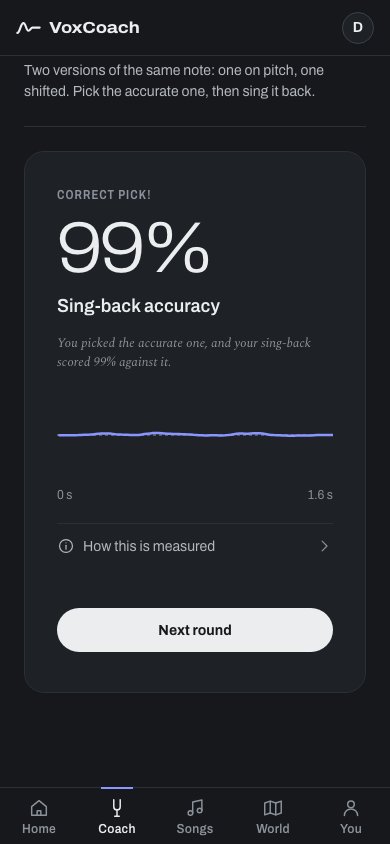 VoxCoach
D
Two versions of the same note: one on pitch, one
shifted. Pick the accurate one, then sing it back.
CORRECT PICK!
99%
Sing-back accuracy
You picked the accurate one, and your sing-back
scored 99% against it.
0 s
1.6 s
How this is measured
Next round
Home
Coach
Songs
World
You